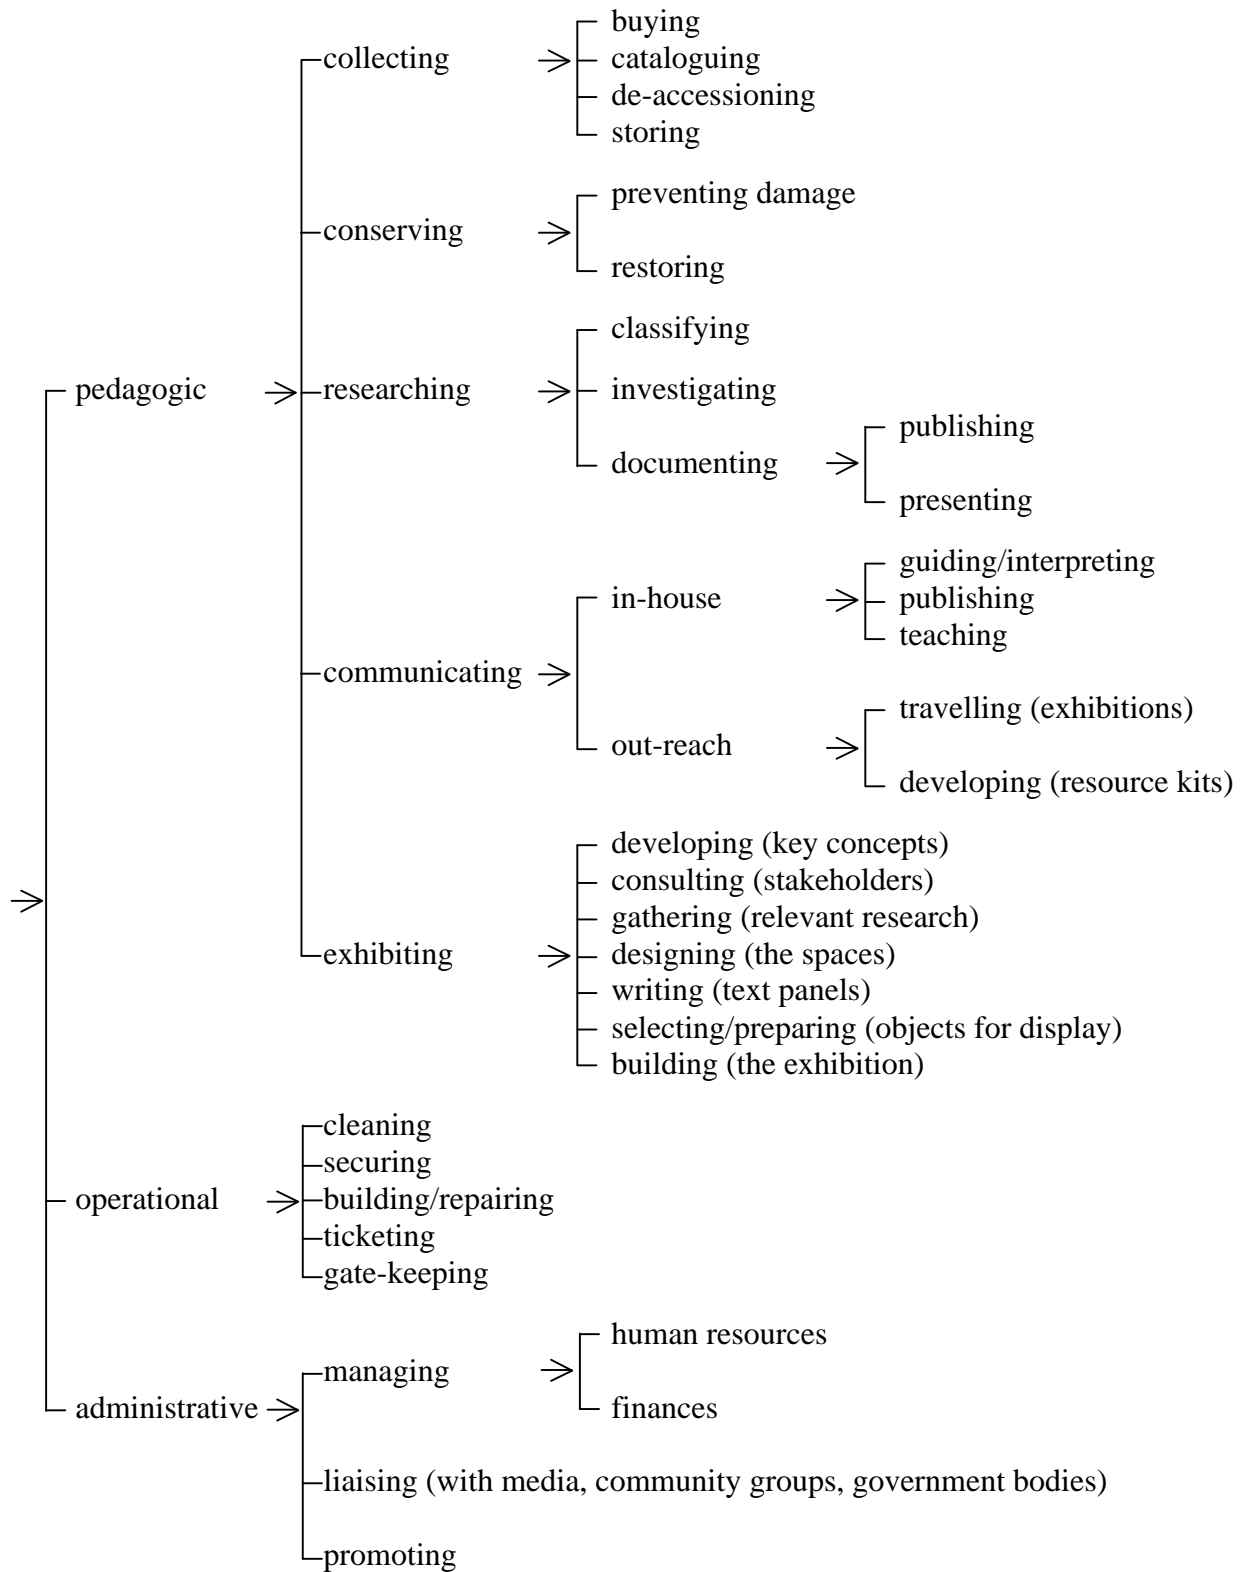 pedagogic
collecting
buying
cataloguing
de-accessioning
storing
conserving
preventing damage
restoring
researching
classifying
investigating
documenting
publishing
presenting
communicating
in-house
guiding/interpreting
publishing
teaching
out-reach
travelling (exhibitions)
developing (resource kits)
exhibiting
developing (key concepts)
consulting (stakeholders)
gathering (relevant research)
designing (the spaces)
writing (text panels)
selecting/preparing (objects for display)
building (the exhibition)
operational
cleaning
securing
building/repairing
ticketing
gate-keeping
administrative
managing
human resources
finances
liaising (with media, community groups, government bodies)
promoting